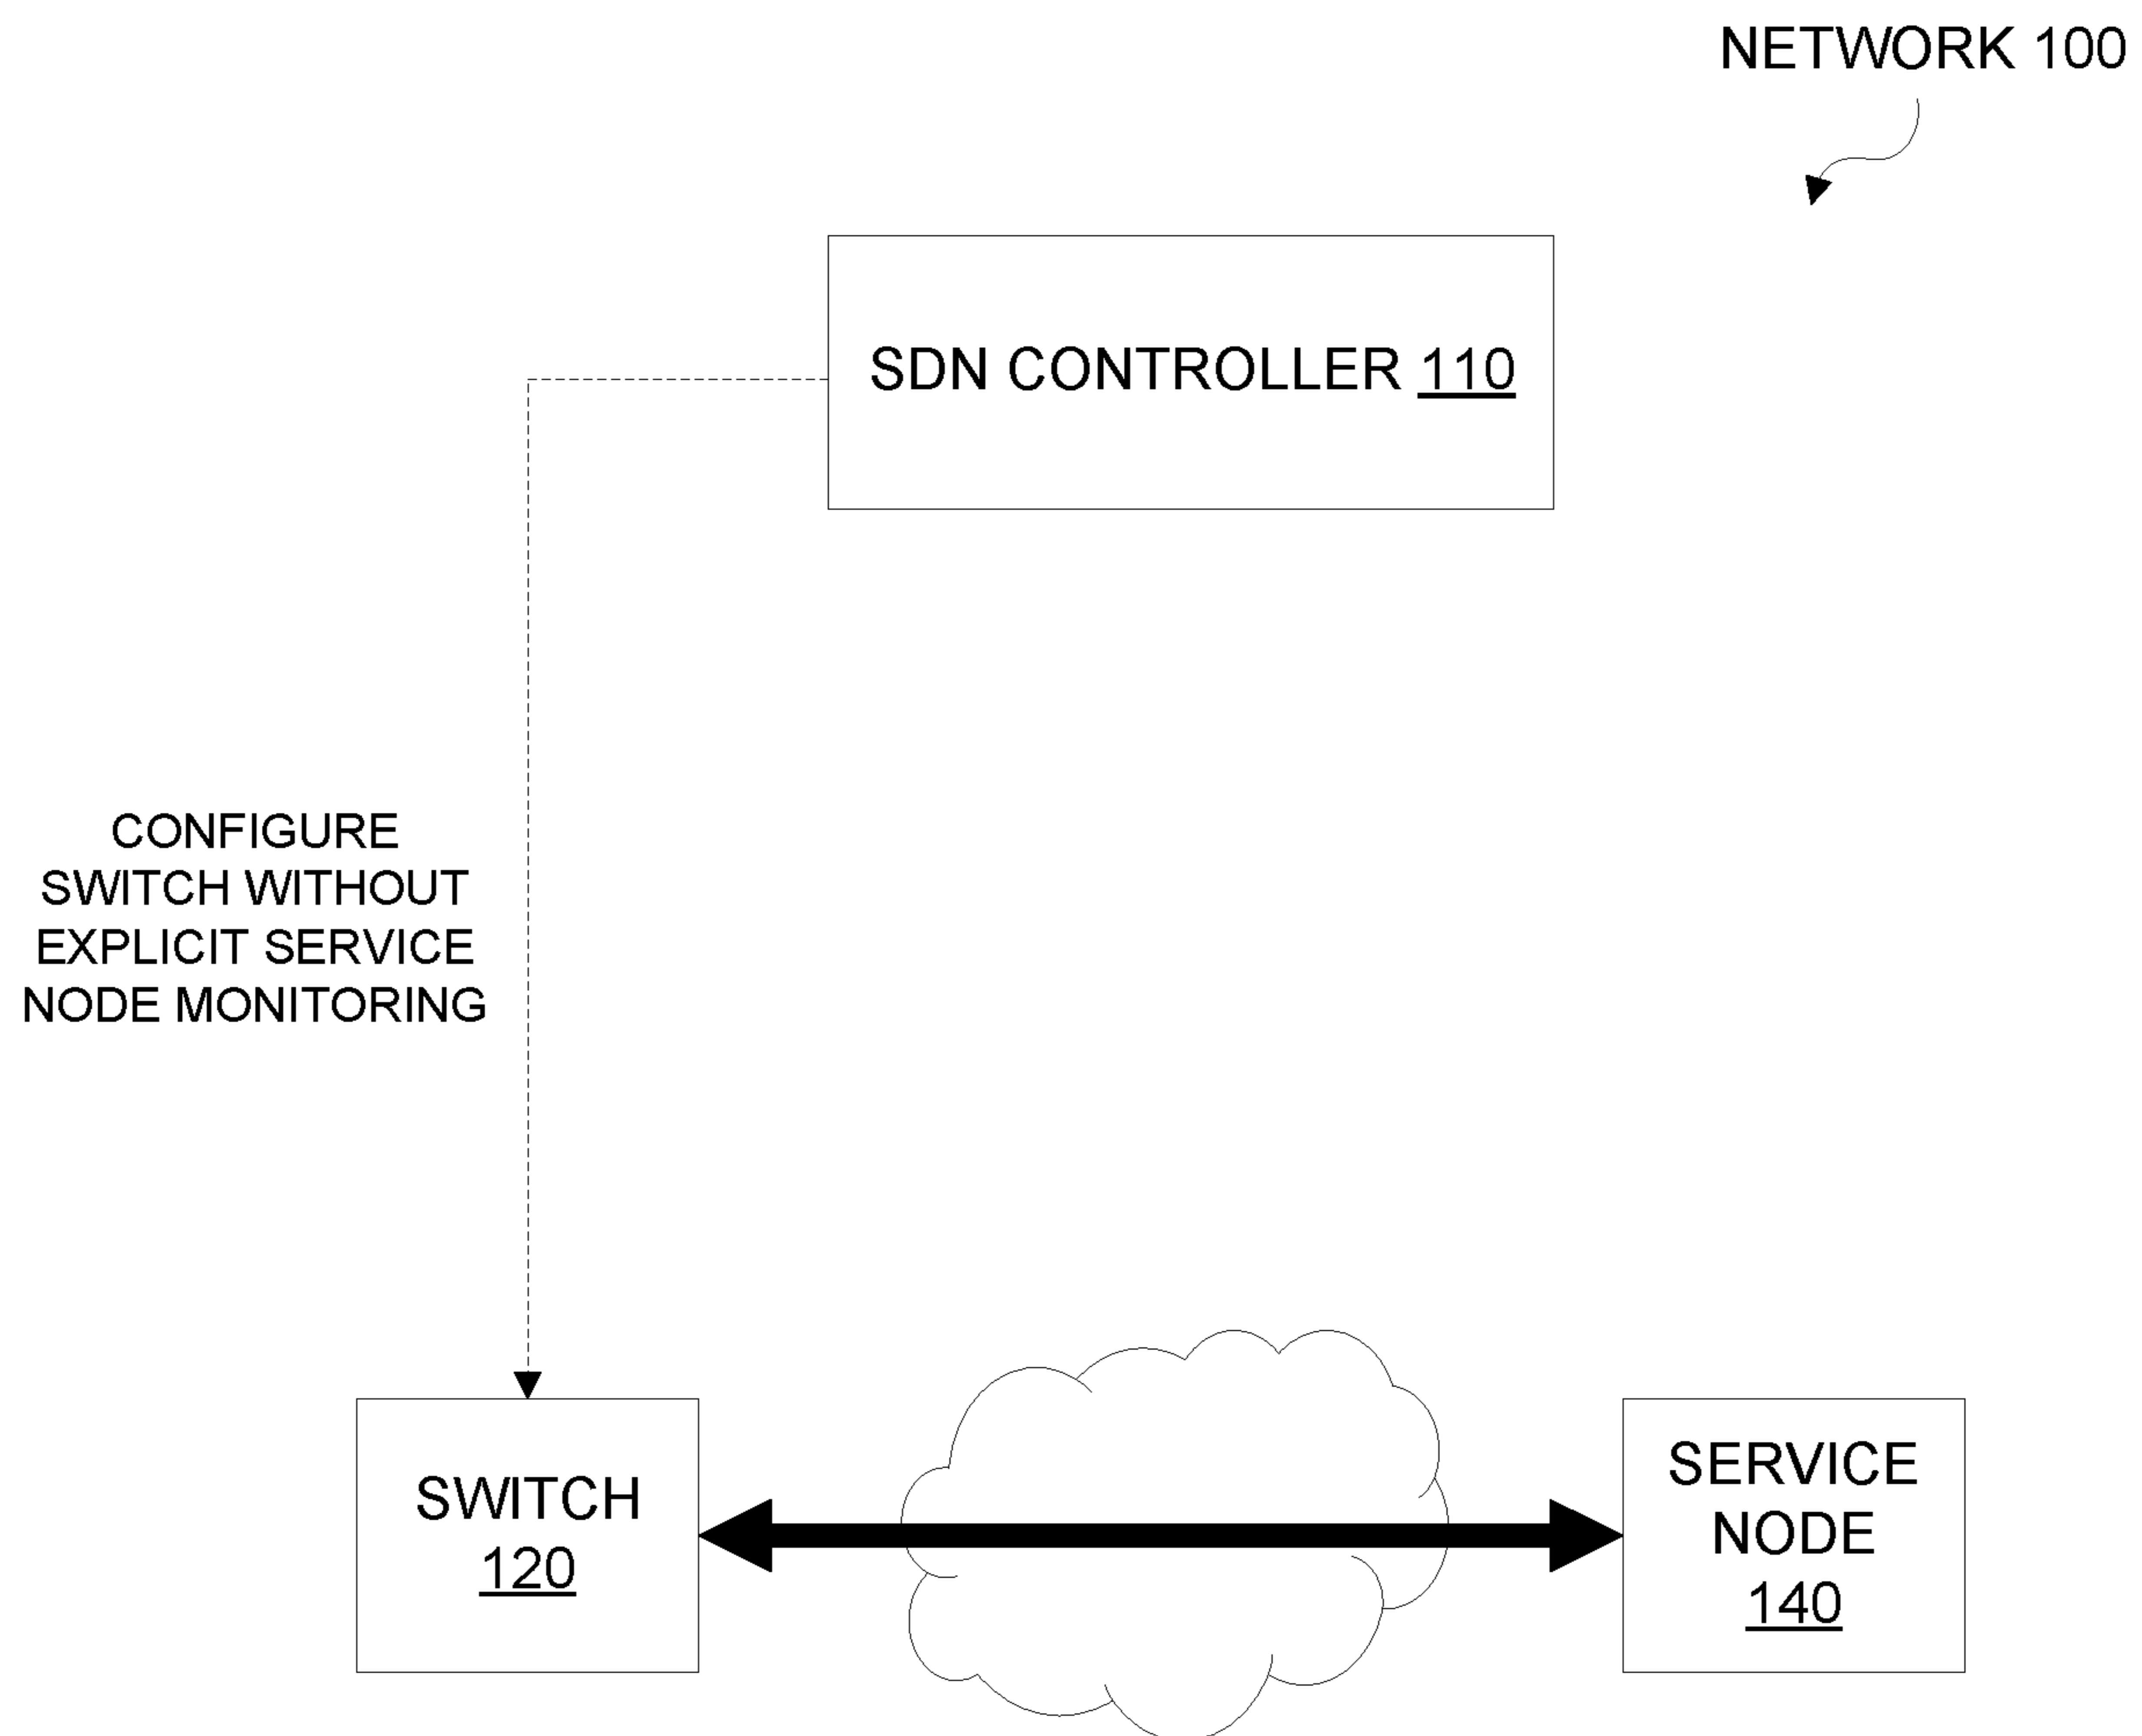 NETWORK 100
SDN CONTROLLER 110
CONFIGURE
SWITCH WITHOUT
EXPLICIT SERVICE
NODE MONITORING
SWITCH
120
SERVICE
NODE
140